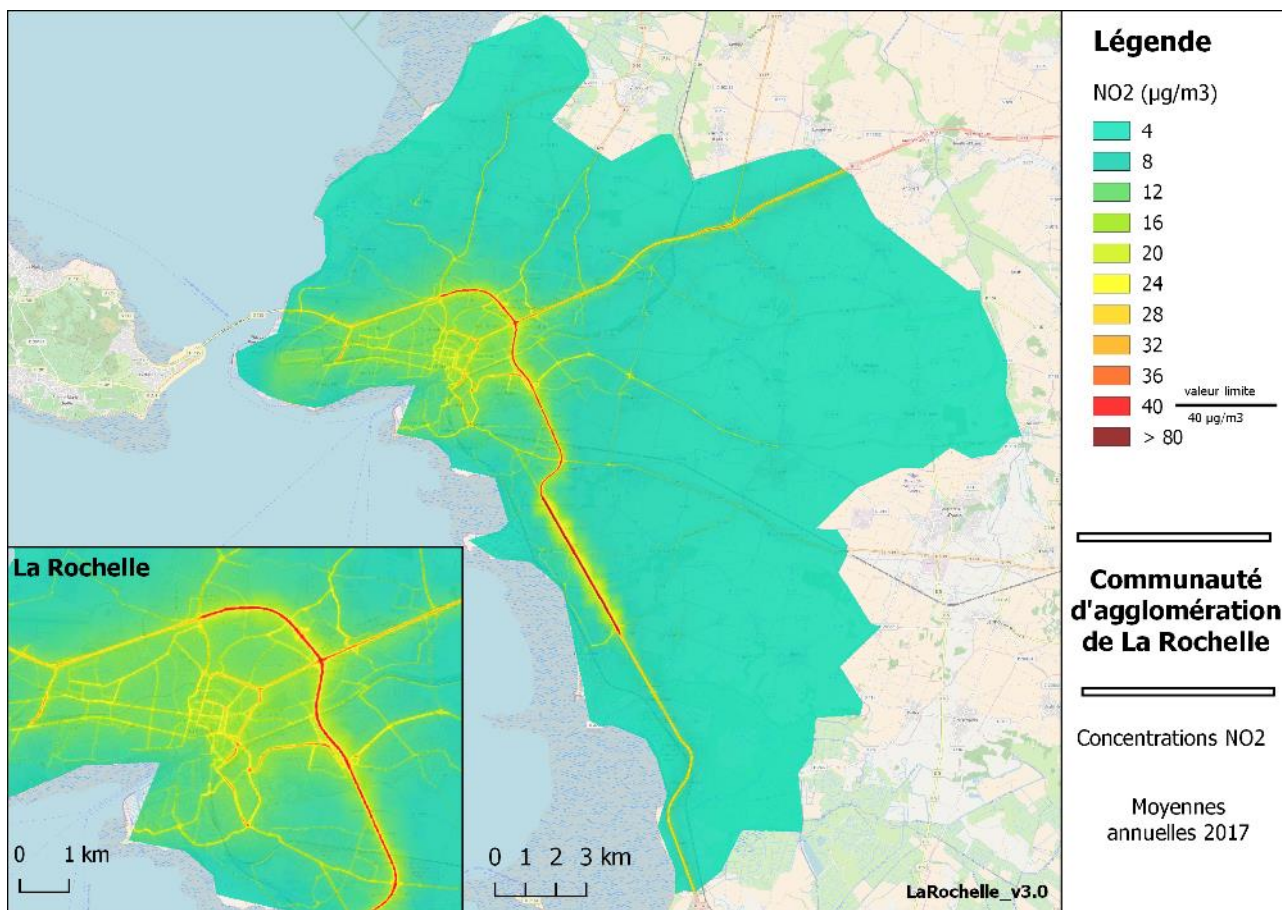 Légende
NO2 (µg/m3)
4
8
12
16
20
24
28
32
36
40
valeur limite
40 µg/m3
> 80
Communauté
d'agglomération
de La Rochelle
Concentrations NO2
Moyennes
annuelles 2017
La Rochelle
0 1 km
0 1 2 3 km
LaRochelle_v3.0